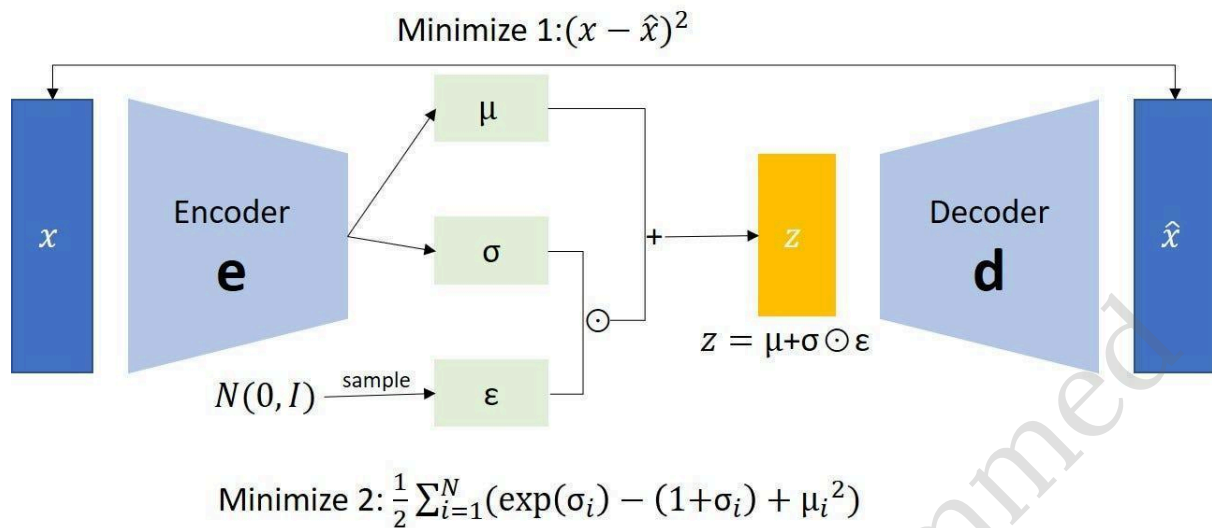 Minimize 1:(x − x̂)²
x
Encoder
e
μ
σ
ε
N(0, I)
sample
⊙
+
z
z = μ+σ⊙ε
Decoder
d
x̂
Minimize 2: ½ ∑ᵢ₌₁ᴺ(exp(σᵢ) − (1+σᵢ) + μᵢ²)